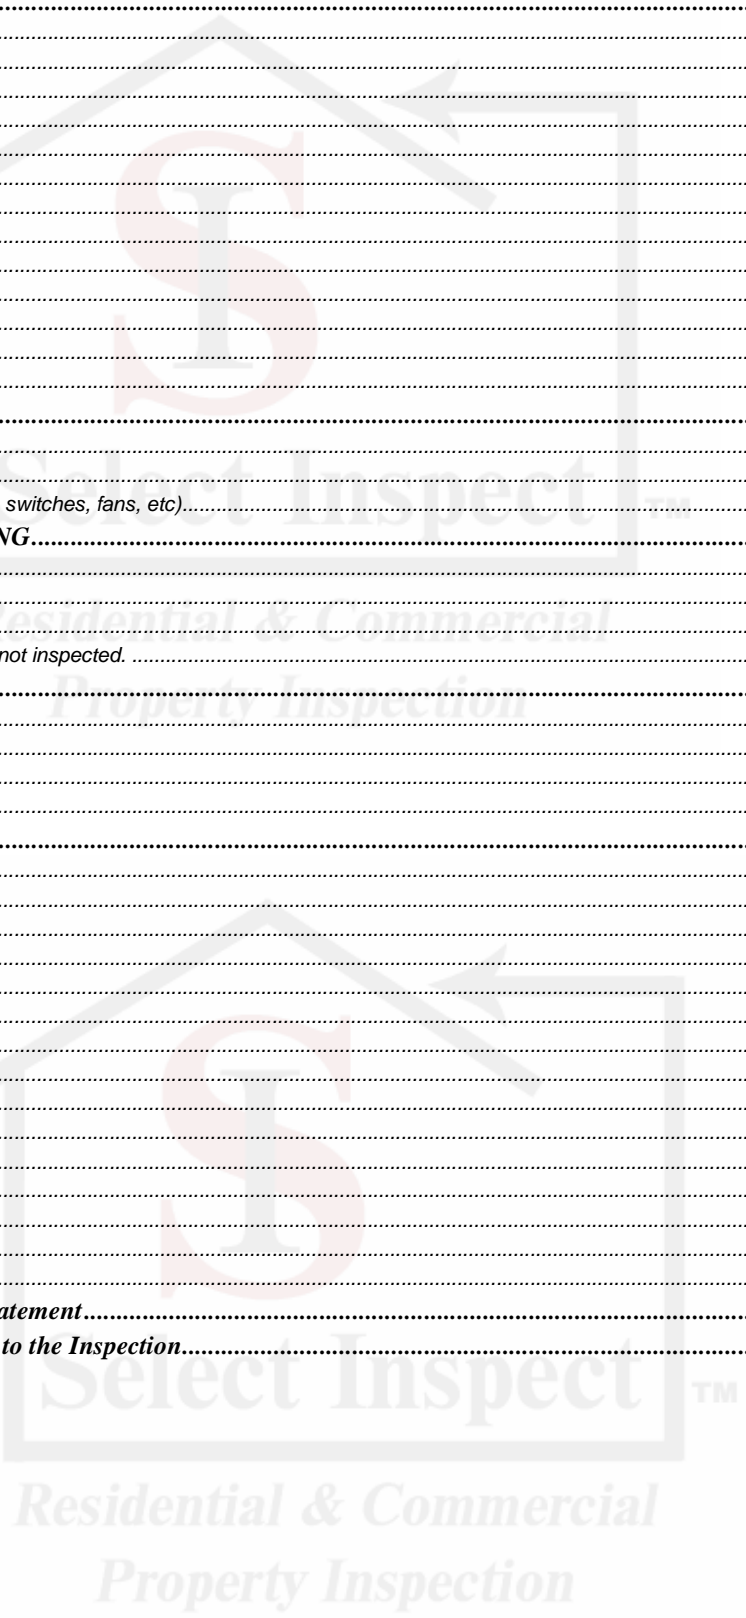 Select Inspect ™
switches, fans, etc)
NG
Residential & Commercial
not inspected.
Property Inspection
SI
atement
to the Inspection
Select Inspect ™
Residential & Commercial
Property Inspection